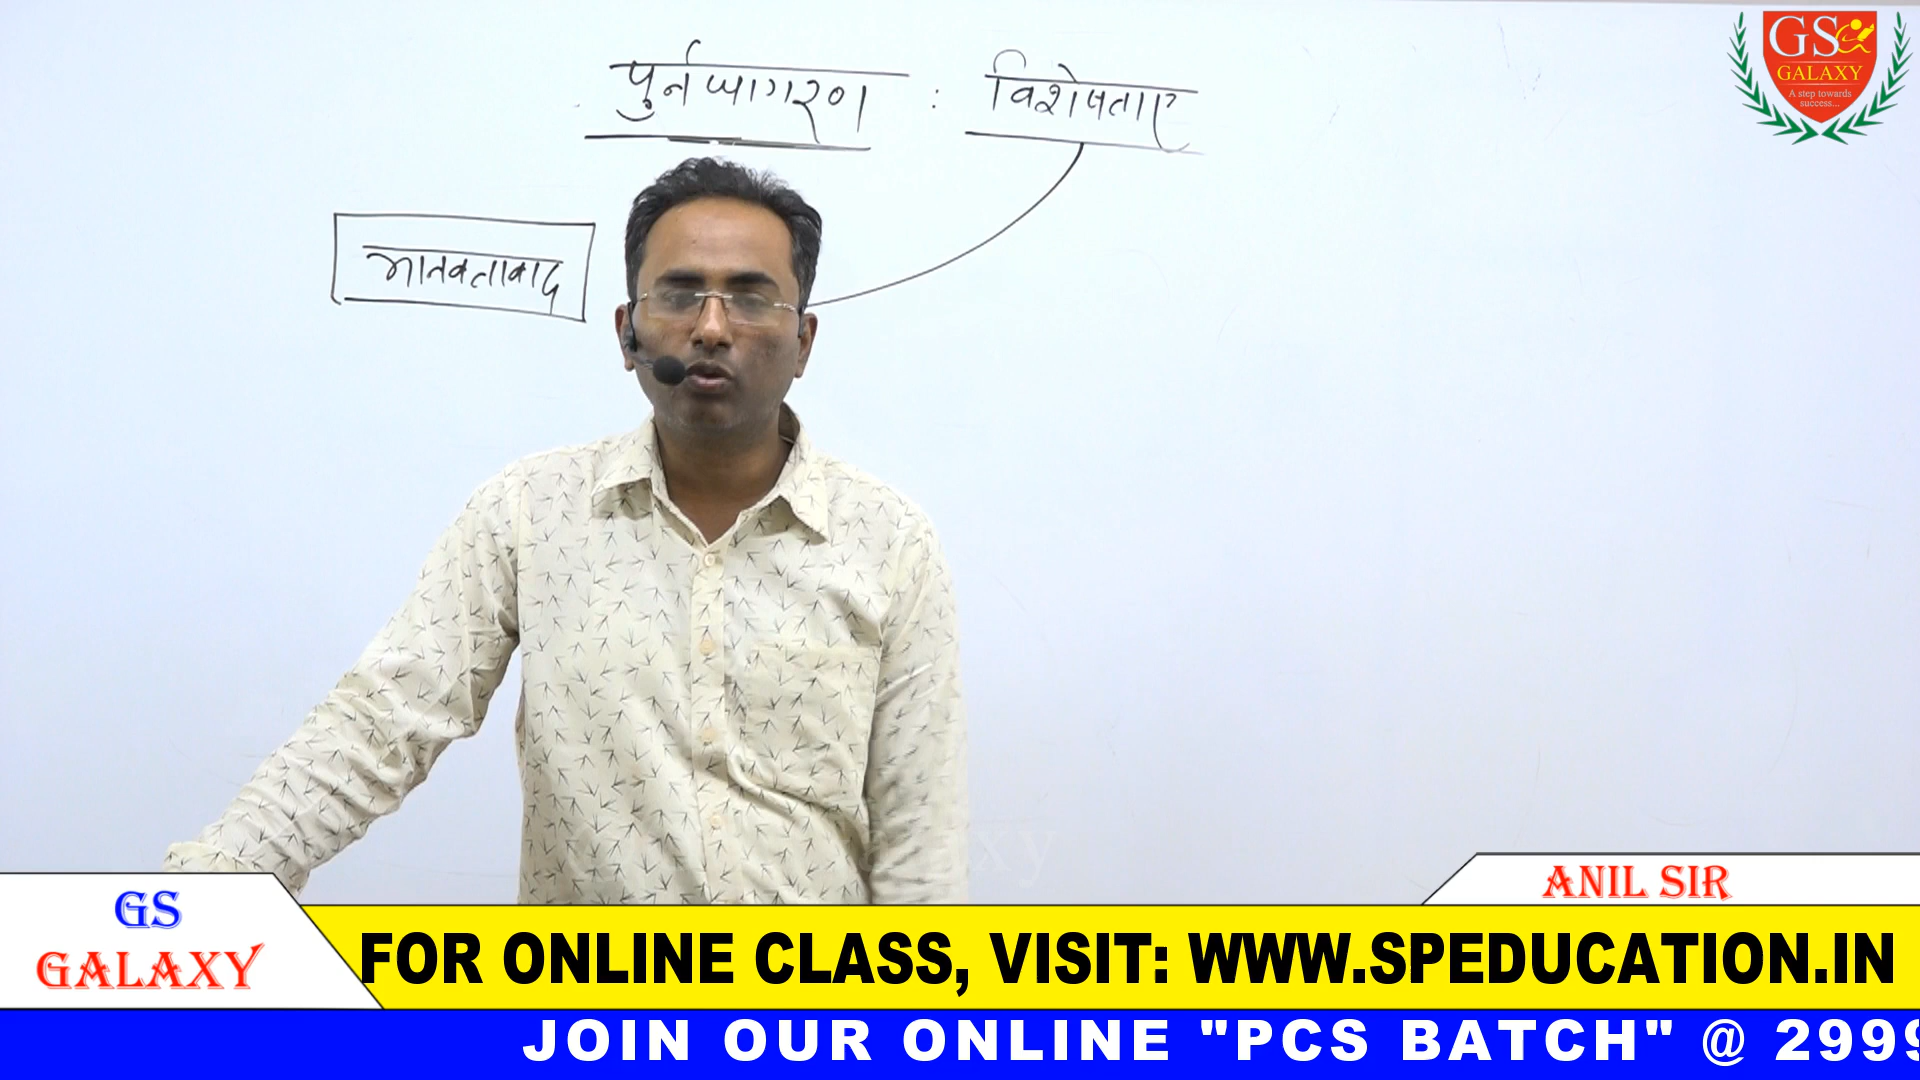 पुर्नजागरण : विशेषताए
GS
GALAXY
A step towards
success...
मानवतावाद
ANIL SIR
GS
GALAXY
FOR ONLINE CLASS, VISIT: WWW.SPEDUCATION.IN
JOIN OUR ONLINE "PCS BATCH" @ 2999